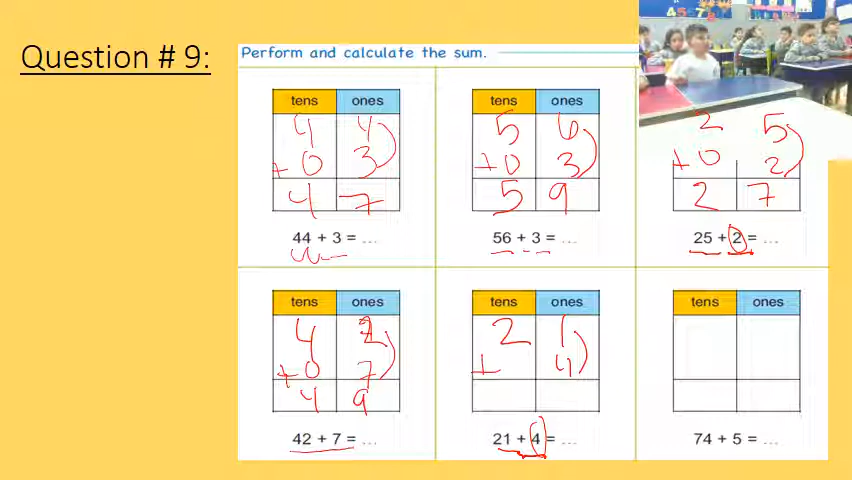 Question # 9:
Perform and calculate the sum.
tens ones
4 4
+ 0 3
4 7
44 + 3 = ...
tens ones
5 6
+ 0 3
5 9
56 + 3 = ...
2 5
+ 0 2
2 7
25 + 2 = ...
tens ones
4 2
+ 0 7
4 9
42 + 7 = ...
tens ones
2 1
+ 4
21 + 4 = ...
tens ones
74 + 5 = ...